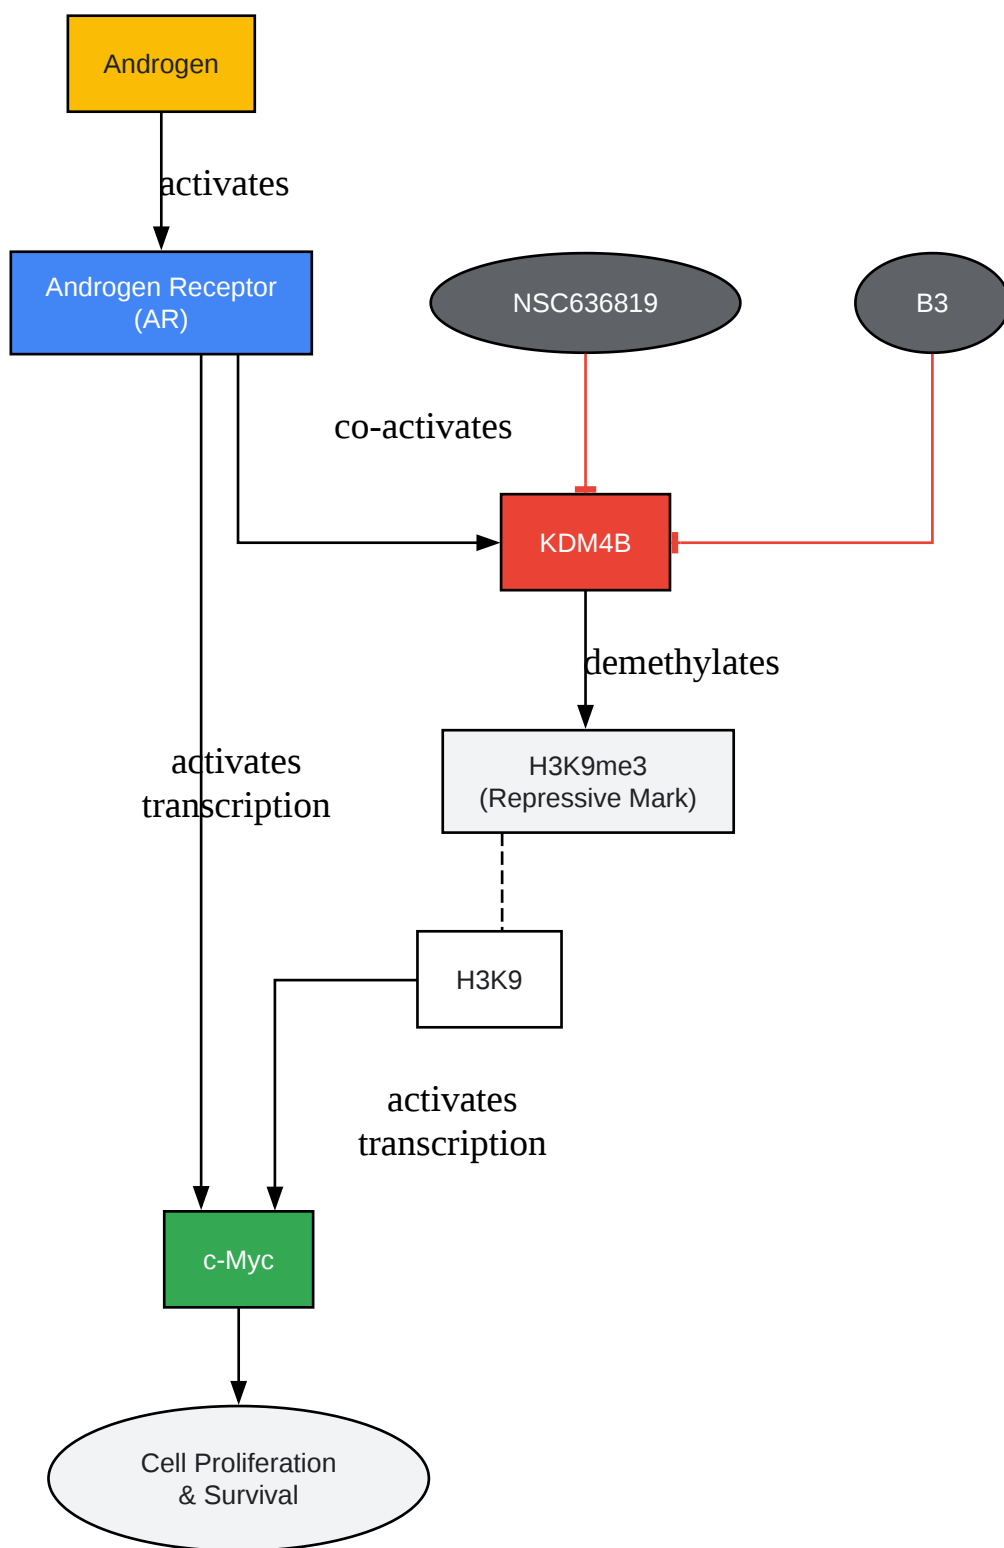 Androgen
activates
Androgen Receptor
(AR)
NSC636819
B3
co-activates
KDM4B
demethylates
activates
transcription
H3K9me3
(Repressive Mark)
H3K9
activates
transcription
c-Myc
Cell Proliferation
& Survival